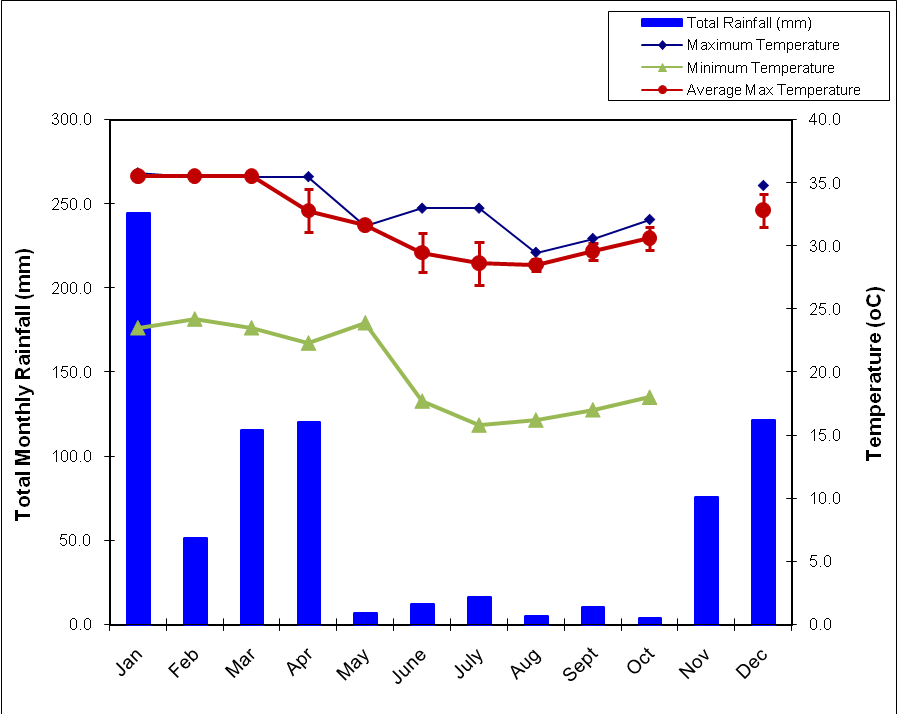 Total Rainfall (mm)
Maximum Temperature
Minimum Temperature
Average Max Temperature
300.0
250.0
200.0
150.0
100.0
50.0
0.0
Total Monthly Rainfall (mm)
40.0
35.0
30.0
25.0
20.0
15.0
10.0
5.0
0.0
Temperature (oC)
Jan
Feb
Mar
Apr
May
June
July
Aug
Sept
Oct
Nov
Dec